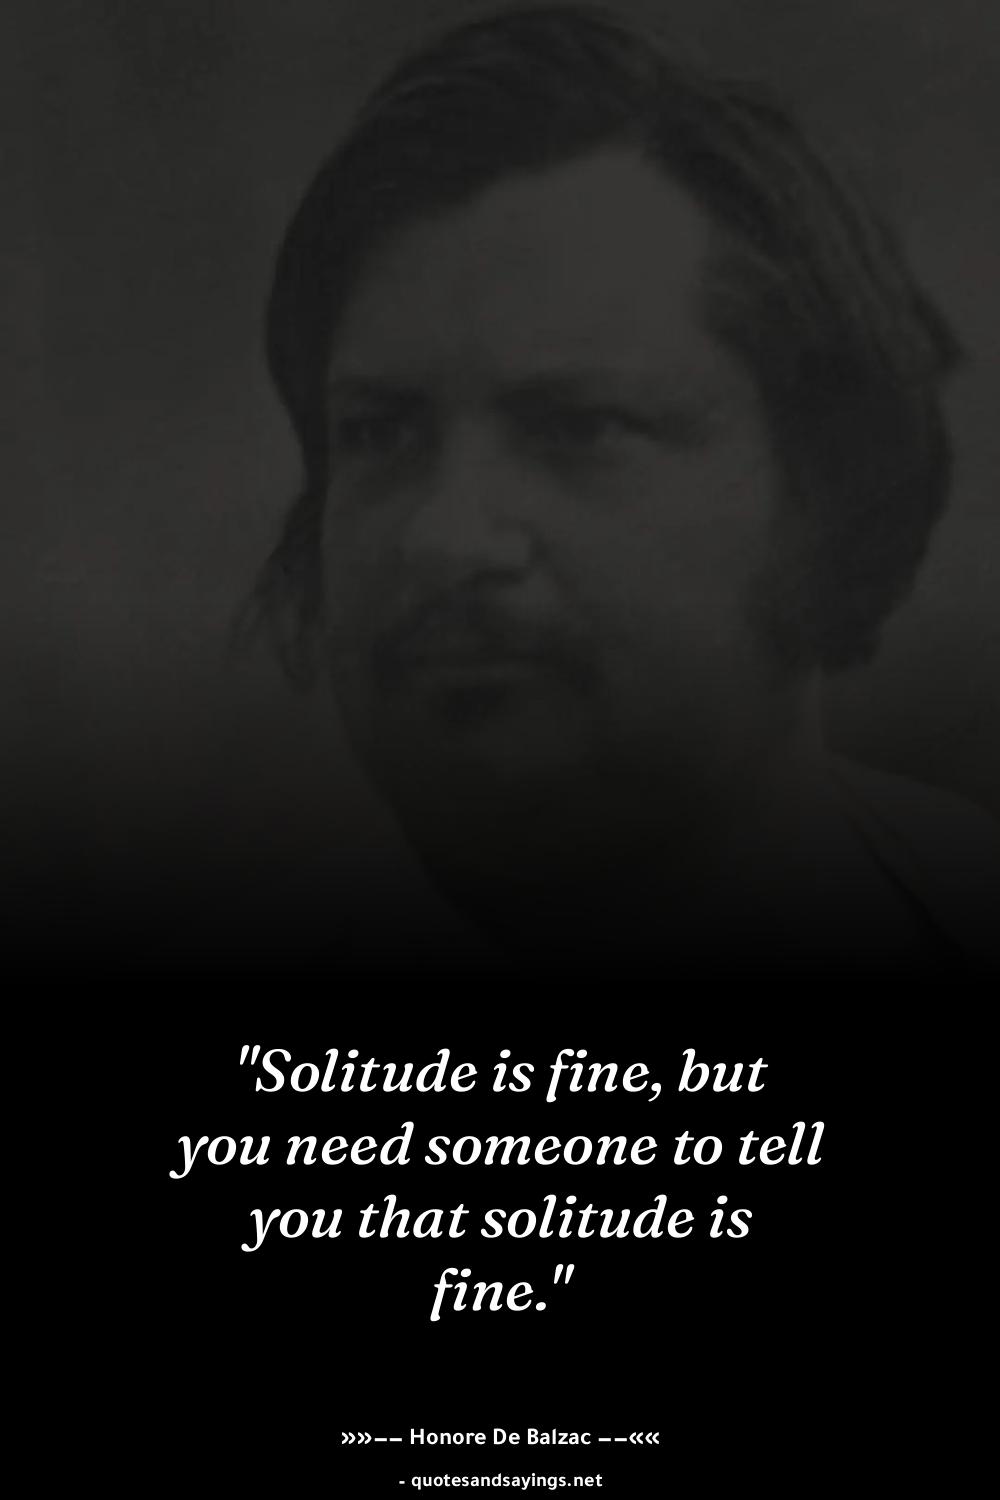 "Solitude is fine, but
you need someone to tell
you that solitude is
fine."
»»−− Honore De Balzac −−««
- quotesandsayings.net